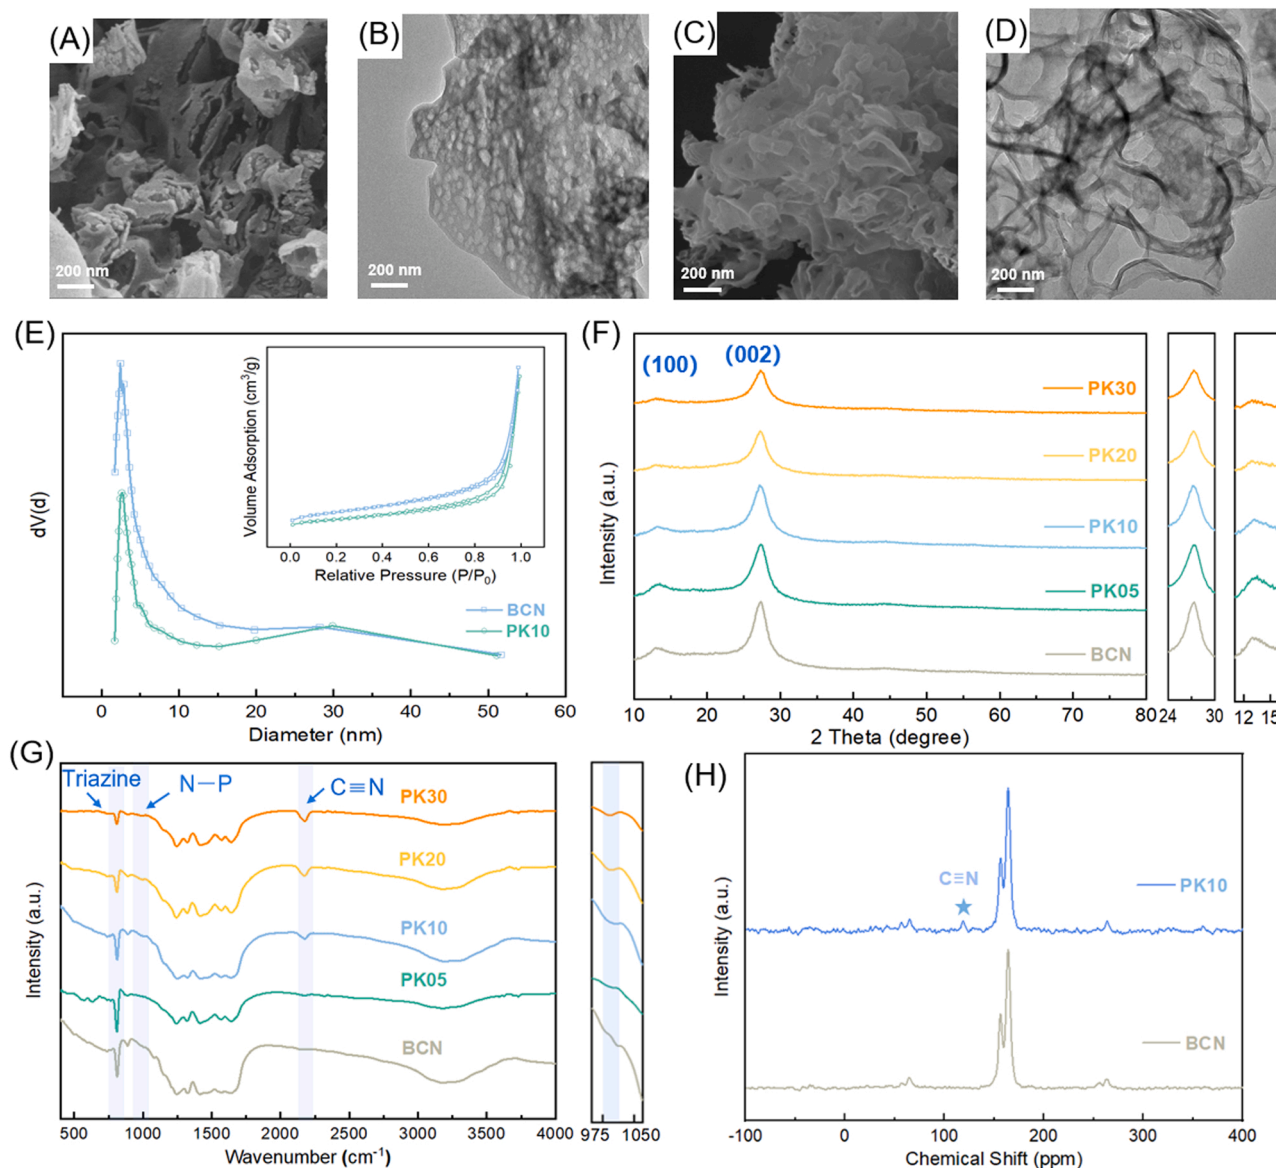 (A)
200 nm
(B)
200 nm
(C)
200 nm
(D)
200 nm
(E)
dV(d)
Volume Adsorption (cm³/g)
0.0 0.2 0.4 0.6 0.8 1.0
Relative Pressure (P/P₀)
BCN
PK10
0 10 20 30 40 50 60
Diameter (nm)
(F)
Intensity (a.u.)
(100)
(002)
PK30
PK20
PK10
PK05
BCN
10 20 30 40 50 60 70 80
24 30
12 15
2 Theta (degree)
(G)
Intensity (a.u.)
Triazine
N—P
C≡N
PK30
PK20
PK10
PK05
BCN
500 1000 1500 2000 2500 3000 3500 4000
975 1050
Wavenumber (cm⁻¹)
(H)
Intensity (a.u.)
C≡N
PK10
BCN
-100 0 100 200 300 400
Chemical Shift (ppm)